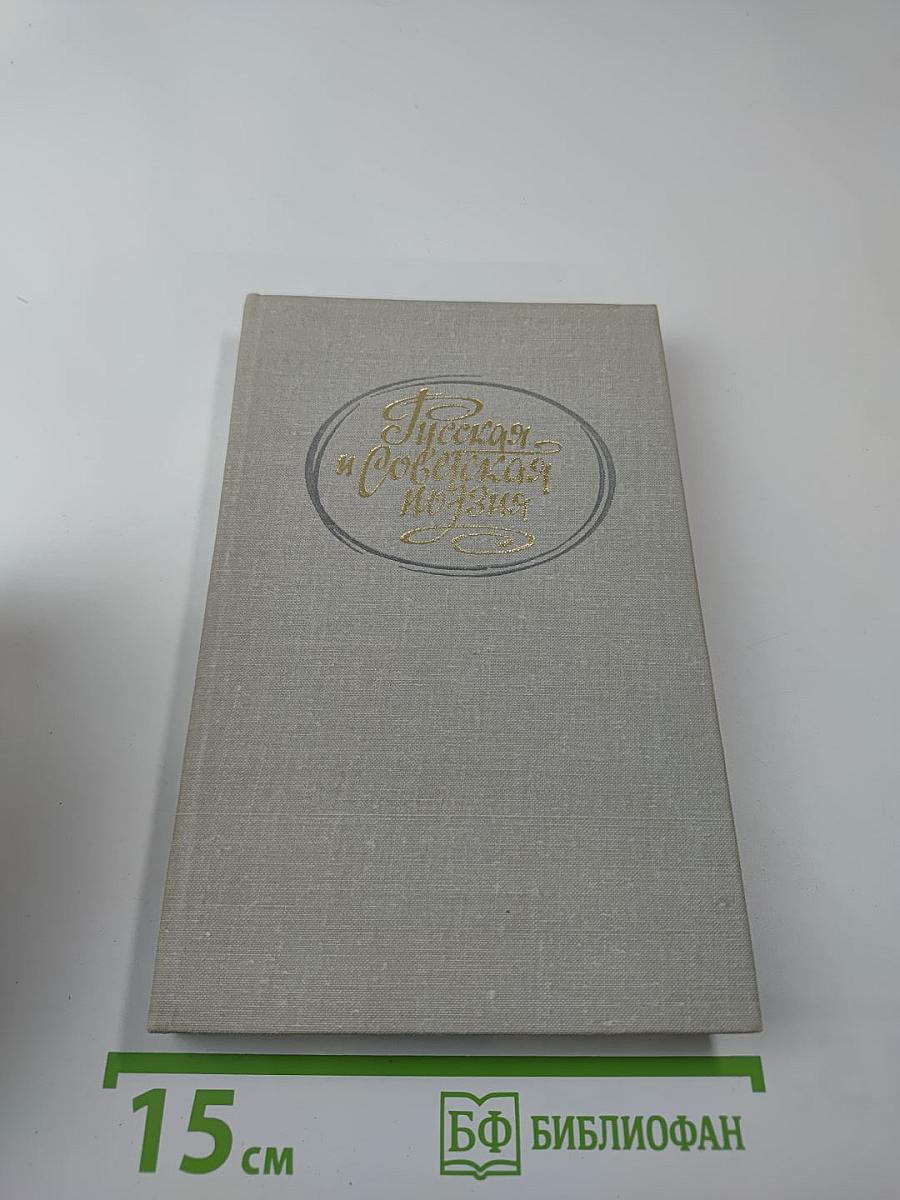 Русская
и Советская
поэзия
15 см
БФ БИБЛИОФАН